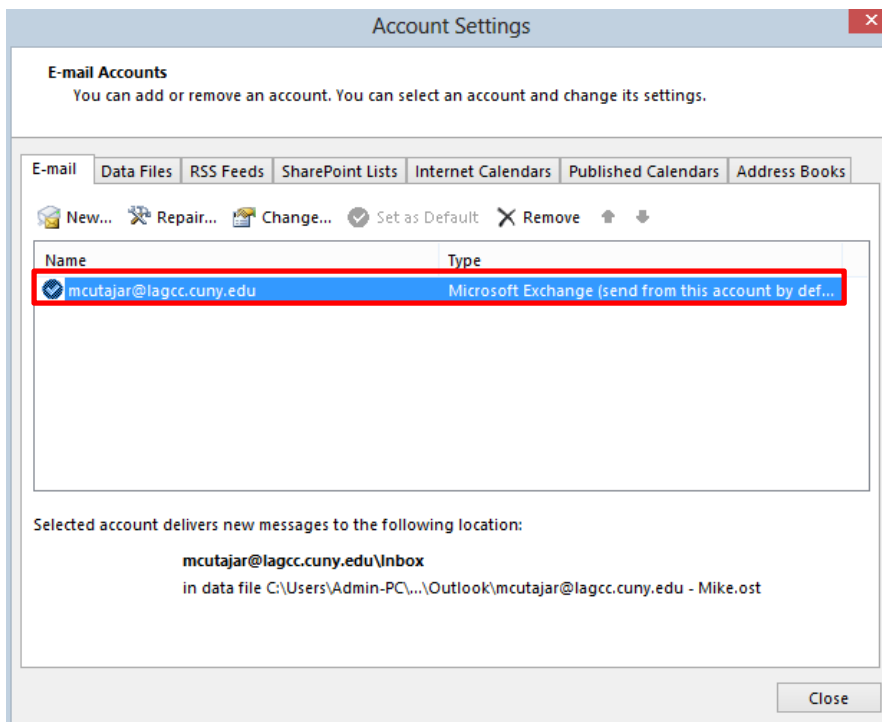 Account Settings
E-mail Accounts
You can add or remove an account. You can select an account and change its settings.
E-mail Data Files RSS Feeds SharePoint Lists Internet Calendars Published Calendars Address Books
New... Repair... Change... Set as Default Remove
Name Type
mcutajar@lagcc.cuny.edu Microsoft Exchange (send from this account by def...
Selected account delivers new messages to the following location:
mcutajar@lagcc.cuny.edu\Inbox
in data file C:\Users\Admin-PC\...\Outlook\mcutajar@lagcc.cuny.edu - Mike.ost
Close